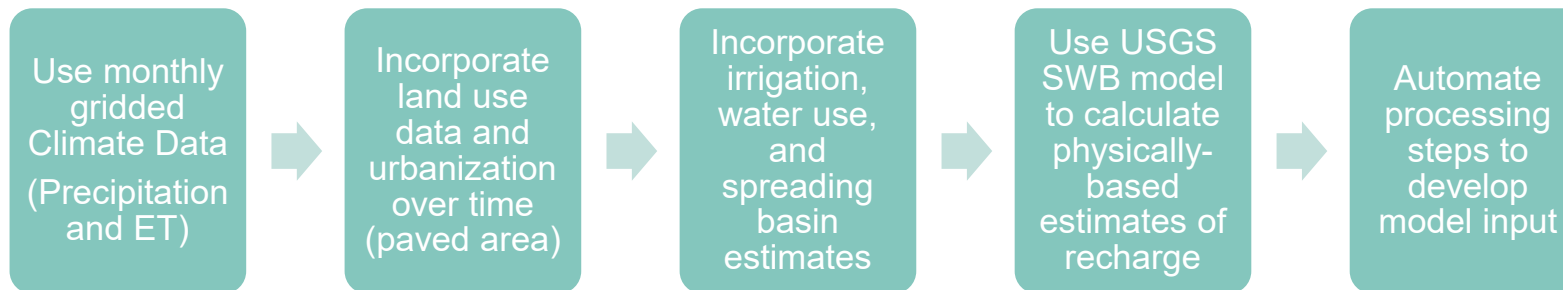 Use monthly
gridded
Climate Data
(Precipitation
and ET)
Incorporate
land use
data and
urbanization
over time
(paved area)
Incorporate
irrigation,
water use,
and
spreading
basin
estimates
Use USGS
SWB model
to calculate
physically-
based
estimates of
recharge
Automate
processing
steps to
develop
model input